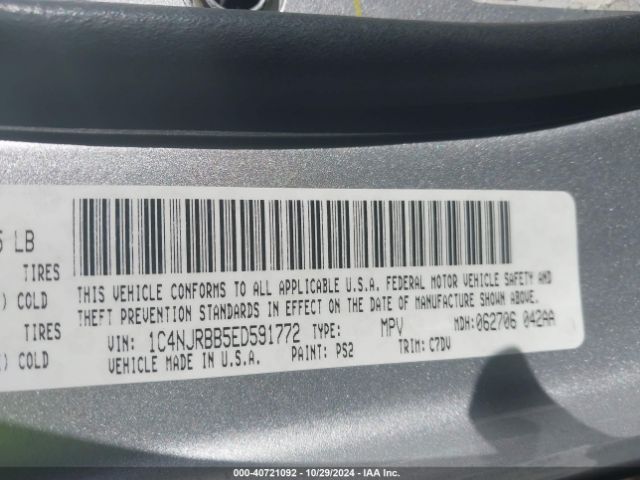 5 LB
TIRES
) COLD
TIRES
) COLD
THIS VEHICLE CONFORMS TO ALL APPLICABLE U.S.A. FEDERAL MOTOR VEHICLE SAFETY AND
THEFT PREVENTION STANDARDS IN EFFECT ON THE DATE OF MANUFACTURE SHOWN ABOVE.
VIN: 1C4NJRBB5ED591772 TYPE: MPV MDH:062706 042AA
VEHICLE MADE IN U.S.A. PAINT: PS2 TRIM: C7DV
000-40721092 | 10/29/2024 | IAA Inc.